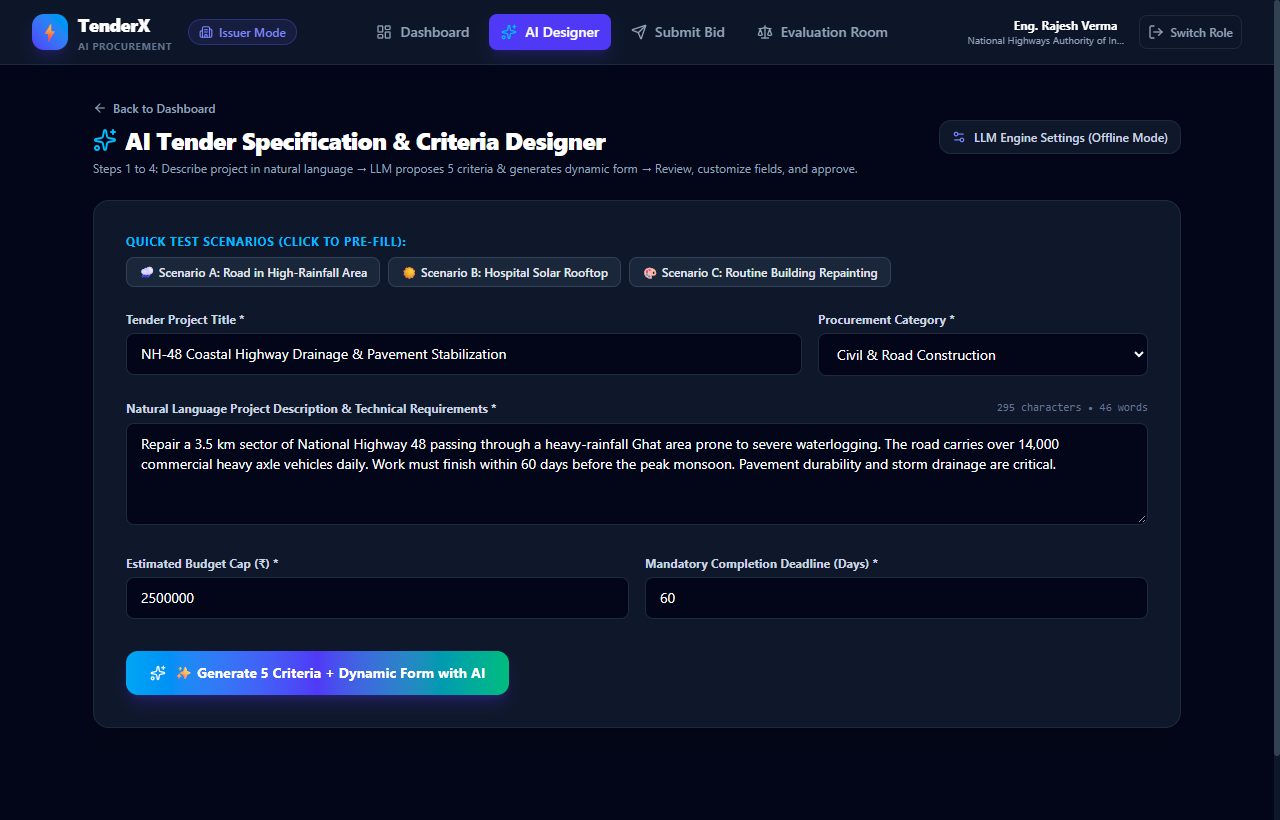 TenderX
AI PROCUREMENT
Issuer Mode
Dashboard
AI Designer
Submit Bid
Evaluation Room
Eng. Rajesh Verma
National Highways Authority of In...
Switch Role
Back to Dashboard
AI Tender Specification & Criteria Designer
LLM Engine Settings (Offline Mode)
Steps 1 to 4: Describe project in natural language → LLM proposes 5 criteria & generates dynamic form → Review, customize fields, and approve.
QUICK TEST SCENARIOS (CLICK TO PRE-FILL):
Scenario A: Road in High-Rainfall Area
Scenario B: Hospital Solar Rooftop
Scenario C: Routine Building Repainting
Tender Project Title *
Procurement Category *
NH-48 Coastal Highway Drainage & Pavement Stabilization
Civil & Road Construction
Natural Language Project Description & Technical Requirements *
295 characters • 46 words
Repair a 3.5 km sector of National Highway 48 passing through a heavy-rainfall Ghat area prone to severe waterlogging. The road carries over 14,000
commercial heavy axle vehicles daily. Work must finish within 60 days before the peak monsoon. Pavement durability and storm drainage are critical.
Estimated Budget Cap (₹) *
Mandatory Completion Deadline (Days) *
2500000
60
✨ Generate 5 Criteria + Dynamic Form with AI